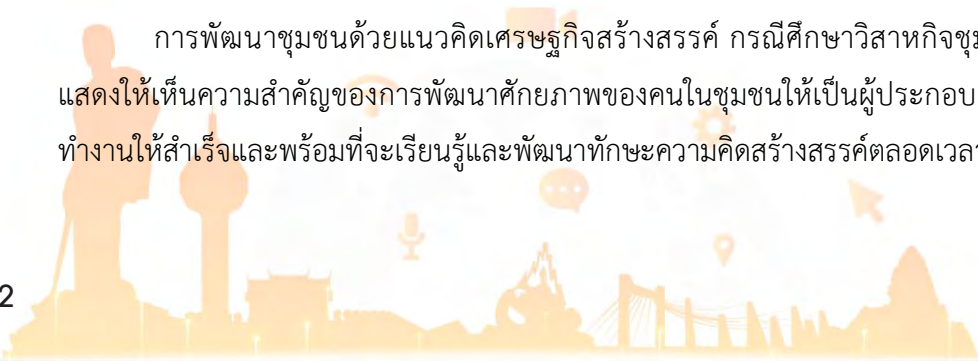 การพัฒนาชุมชนด้วยแนวคิดเศรษฐกิจสร้างสรรค์ กรณีศึกษาวิสาหกิจชุม
แสดงให้เห็นความสำคัญของการพัฒนาศักยภาพของคนในชุมชนให้เป็นผู้ประกอบ
ทำงานให้สำเร็จและพร้อมที่จะเรียนรู้และพัฒนาทักษะความคิดสร้างสรรค์ตลอดเวลา
2